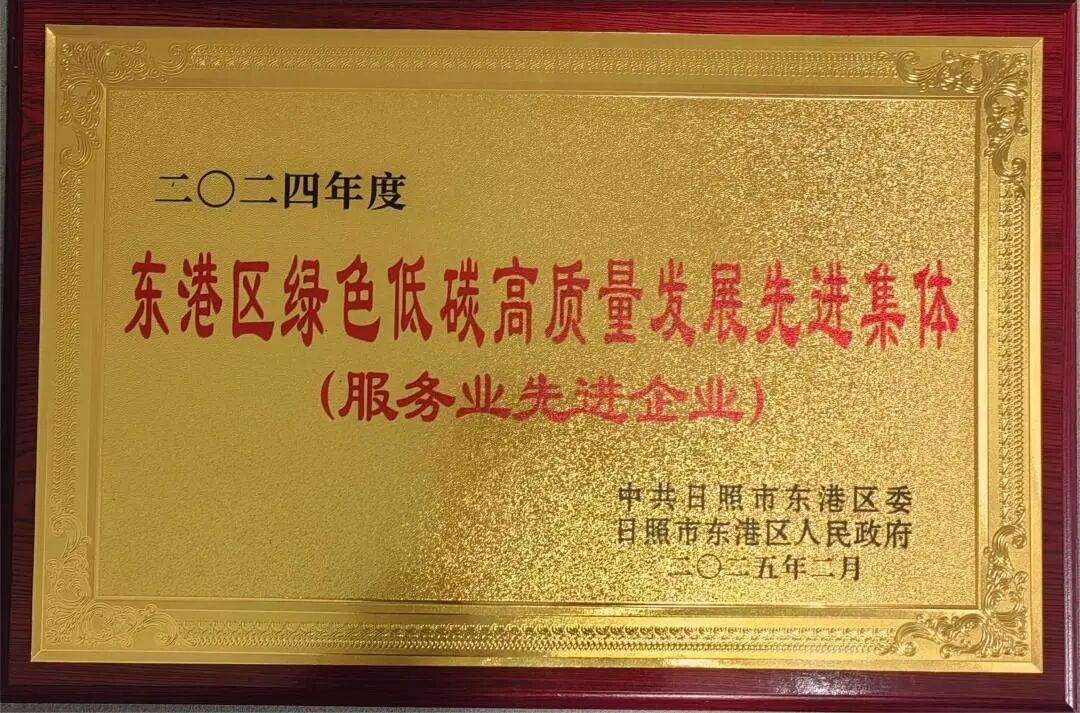 二〇二四年度
东港区绿色低碳高质量发展先进集体
(服务业先进企业)
中共日照市东港区委
日照市东港区人民政府
二〇二五年二月